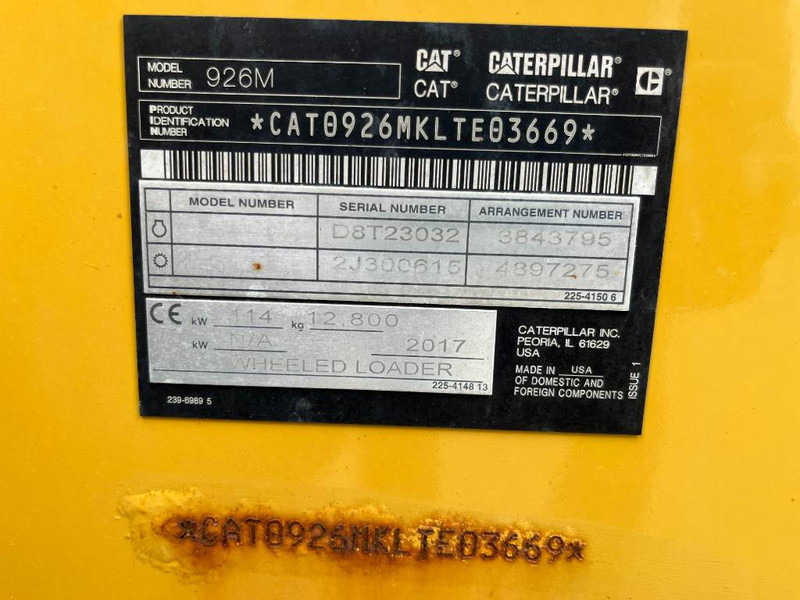 MODEL NUMBER 926M
CAT® CATERPILLAR®
CAT® CATERPILLAR® C
PRODUCT IDENTIFICATION NUMBER *CAT0926MKLTE03669*
MODEL NUMBER SERIAL NUMBER ARRANGEMENT NUMBER
D8T23032 3843795
2J300615 4897275
225-4150 6
CE kW 114 kg 12,800
kW N/A 2017
WHEELED LOADER
225-4148 13
CATERPILLAR INC.
PEORIA, IL 61629
USA
MADE IN USA
OF DOMESTIC AND
FOREIGN COMPONENTS
ISSUE 1
239-6989 5
*CAT0926MKLTE03669*